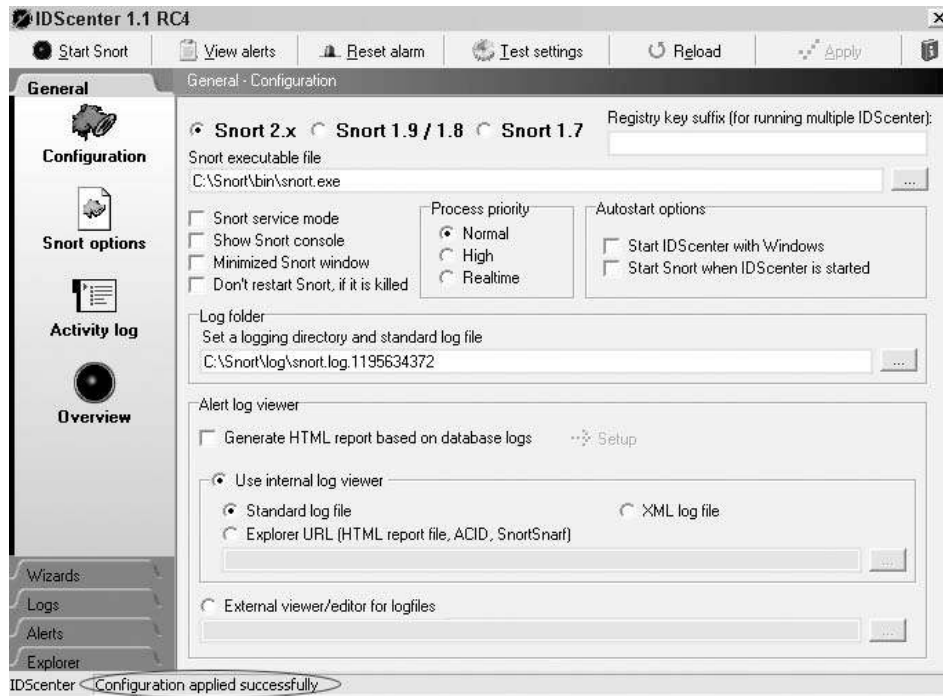 IDScenter 1.1 RC4
Start Snort View alerts Reset alarm Test settings Reload Apply
General
General - Configuration
Configuration
Snort options
Activity log
Overview
Wizards
Logs
Alerts
Explorer
Snort 2.x Snort 1.9 / 1.8 Snort 1.7
Registry key suffix (for running multiple IDScenter):
Snort executable file
C:\Snort\bin\snort.exe
...
Snort service mode
Show Snort console
Minimized Snort window
Don't restart Snort, if it is killed
Process priority
Normal
High
Realtime
Autostart options
Start IDScenter with Windows
Start Snort when IDScenter is started
Log folder
Set a logging directory and standard log file
C:\Snort\log\snort.log.1195634372
...
Alert log viewer
Generate HTML report based on database logs Setup
Use internal log viewer
Standard log file XML log file
Explorer URL (HTML report file, ACID, SnortSnarf)
...
External viewer/editor for logfiles
...
IDScenter Configuration applied successfully